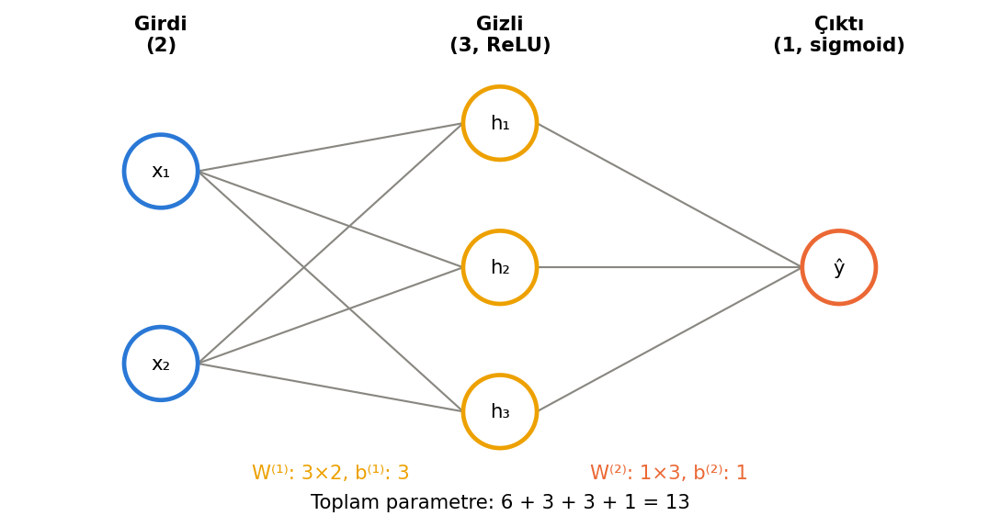 Girdi
(2)
Gizli
(3, ReLU)
Çıktı
(1, sigmoid)
x₁
x₂
h₁
h₂
h₃
ŷ
W⁽¹⁾: 3×2, b⁽¹⁾: 3
W⁽²⁾: 1×3, b⁽²⁾: 1
Toplam parametre: 6 + 3 + 3 + 1 = 13